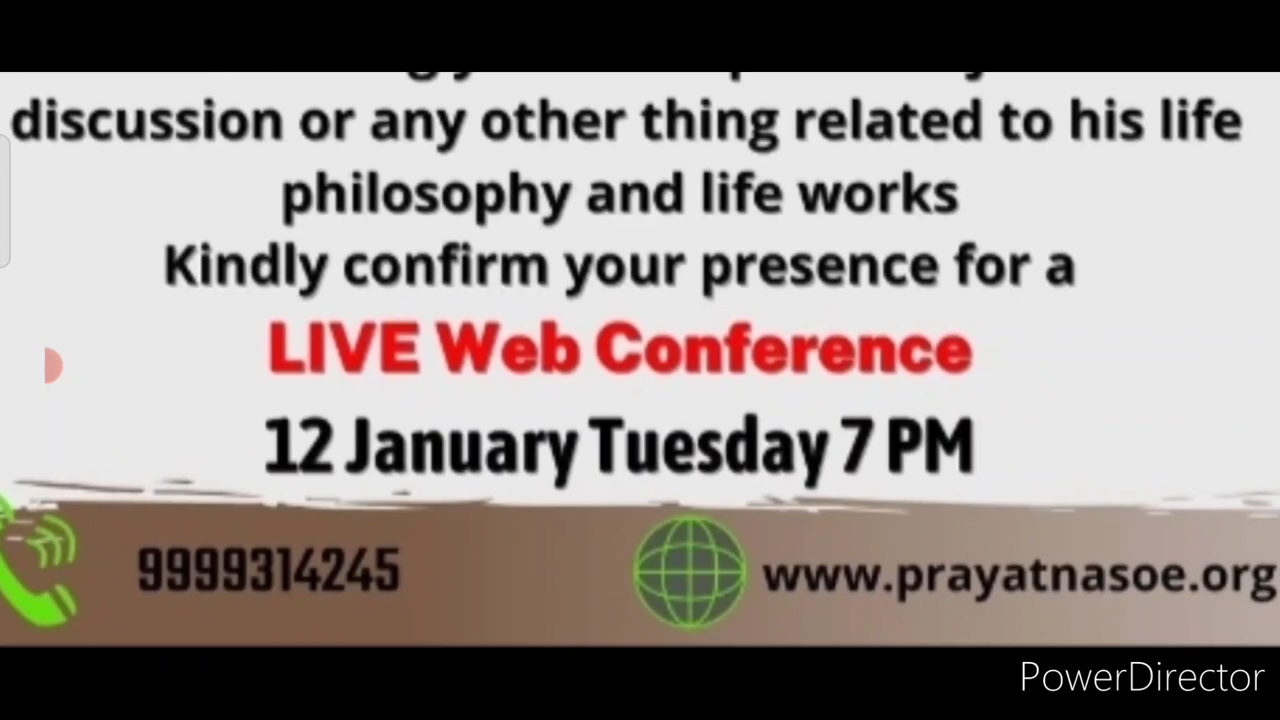 discussion or any other thing related to his life
philosophy and life works
Kindly confirm your presence for a
LIVE Web Conference
12 January Tuesday 7 PM
9999314245
www.prayatnasoe.org
PowerDirector